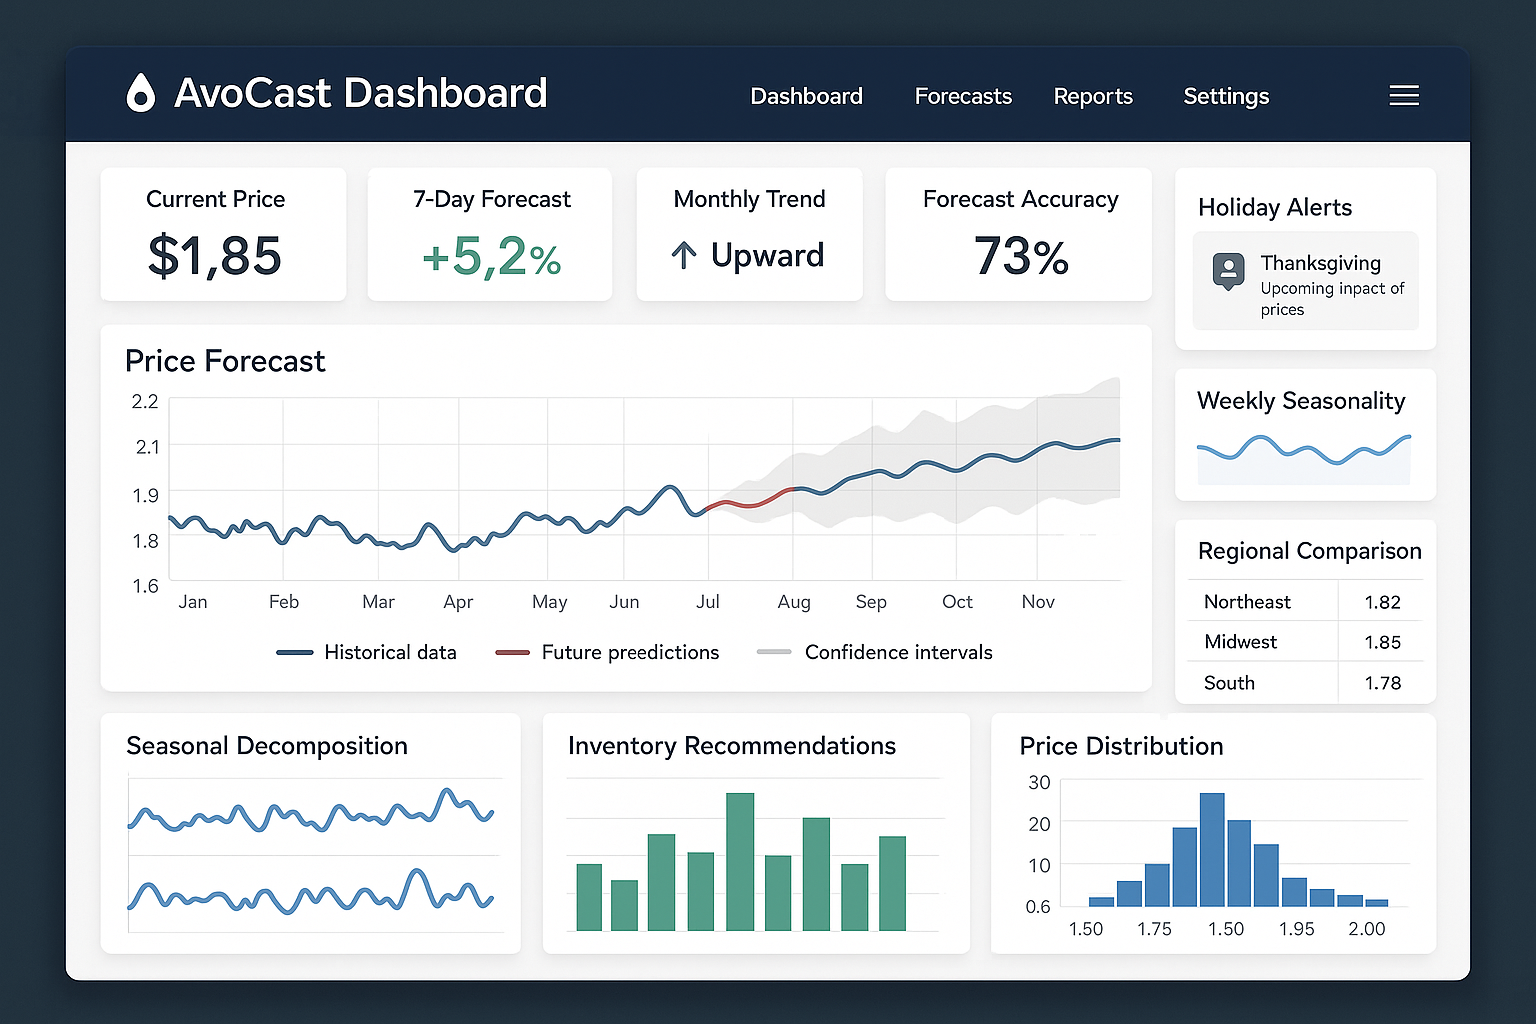 AvoCast Dashboard
Dashboard
Forecasts
Reports
Settings
Current Price
$1,85
7-Day Forecast
+5,2%
Monthly Trend
↑ Upward
Forecast Accuracy
73%
Holiday Alerts
Thanksgiving
Upcoming inpact of
prices
Price Forecast
2.2
2.1
1.9
1.8
1.6
Jan
Feb
Mar
Apr
May
Jun
Jul
Aug
Sep
Oct
Nov
Historical data
Future preedictions
Confidence intervals
Weekly Seasonality
Regional Comparison
Northeast 1.82
Midwest 1.85
South 1.78
Seasonal Decomposition
Inventory Recommendations
Price Distribution
30
20
10
0.6
1.50
1.75
1.50
1.95
2.00